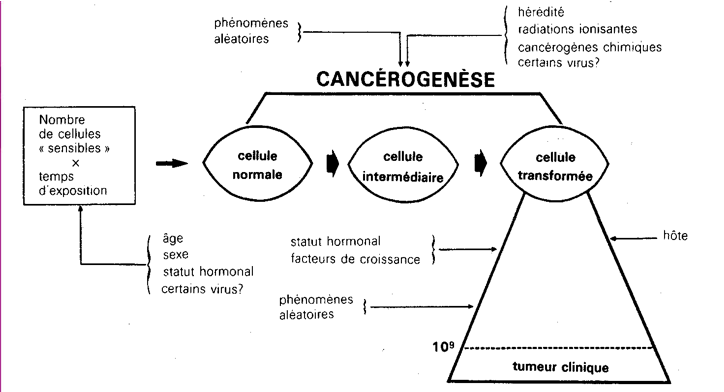 phénomènes
aléatoires
hérédité
radiations ionisantes
cancérogènes chimiques
certains virus?
CANCÉROGENÈSE
Nombre
de cellules
« sensibles »
×
temps
d'exposition
cellule
normale
cellule
intermédiaire
cellule
transformée
âge
sexe
statut hormonal
certains virus?
statut hormonal
facteurs de croissance
hôte
phénomènes
aléatoires
10⁹
tumeur clinique